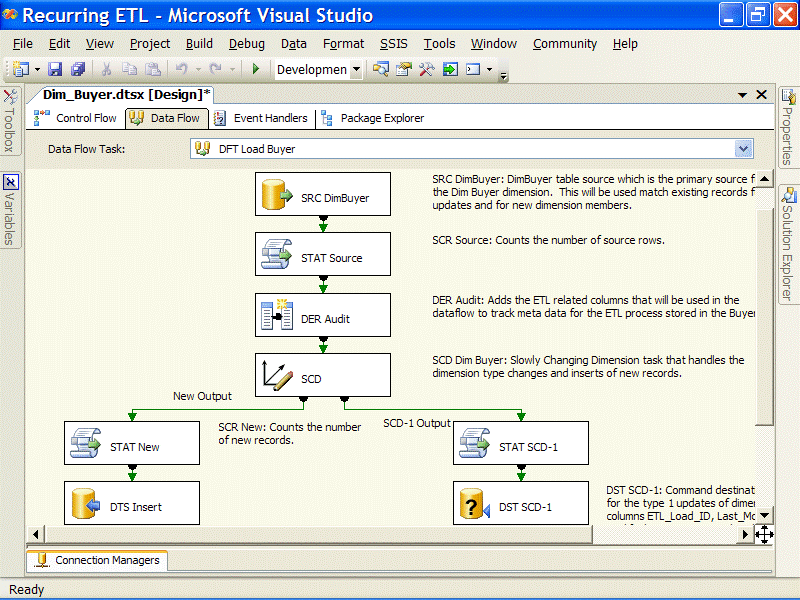 Recurring ETL - Microsoft Visual Studio
File Edit View Project Build Debug Data Format SSIS Tools Window Community Help
Developmen
Dim_Buyer.dtsx [Design]*
Control Flow Data Flow Event Handlers Package Explorer
Data Flow Task: DFT Load Buyer
Toolbox
Variables
Properties
Solution Explorer
SRC DimBuyer
SRC DimBuyer: DimBuyer table source which is the primary source f
the Dim Buyer dimension. This will be used match existing records f
updates and for new dimension members.
STAT Source
SCR Source: Counts the number of source rows.
DER Audit
DER Audit: Adds the ETL related columns that will be used in the
dataflow to track meta data for the ETL process stored in the Buyer
SCD
SCD Dim Buyer: Slowly Changing Dimension task that handles the
dimension type changes and inserts of new records.
New Output
SCD-1 Output
STAT New
SCR New: Counts the number
of new records.
STAT SCD-1
DTS Insert
DST SCD-1
DST SCD-1: Command destinat
for the type 1 updates of dimer
columns ETL_Load_ID, Last_Mo
Connection Managers
Ready